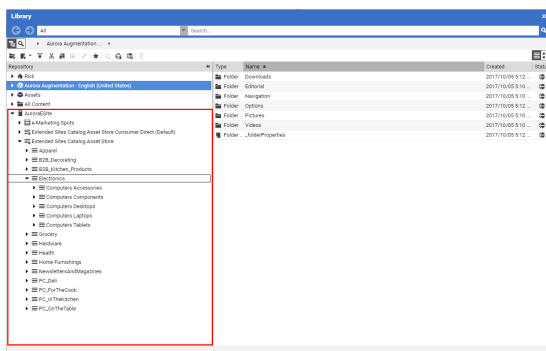 Library
All
Search...
Aurora Augmentation ...
Repository
Rick
Aurora Augmentation - English (United States)
Assets
All Content
AuroraESite
e-Marketing Spots
Extended Sites Catalog Asset Store Consumer Direct (Default)
Extended Sites Catalog Asset Store
Apparel
B2B_Decorating
B2B_Kitchen_Products
Electronics
Computers Accessories
Computers Components
Computers Desktops
Computers Laptops
Computers Tablets
Grocery
Hardware
Health
Home Furnishings
NewslettersAndMagazines
PC_Deli
PC_ForTheCook
PC_InTheKitchen
PC_OnTheTable
Type Name Created Statu
Folder Downloads 2017/10/05 5:12 ...
Folder Editorial 2017/10/05 5:10 ...
Folder Navigation 2017/10/05 5:10 ...
Folder Options 2017/10/05 5:12 ...
Folder Pictures 2017/10/05 5:10 ...
Folder Videos 2017/10/05 5:10 ...
Folder... _folderProperties 2017/10/05 5:12 ...